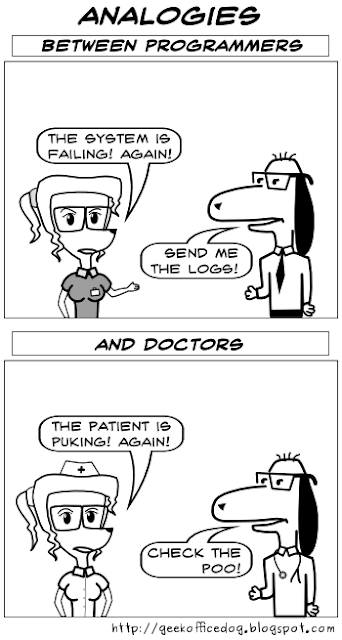 ANALOGIES
BETWEEN PROGRAMMERS
THE SYSTEM IS
FAILING! AGAIN!
SEND ME
THE LOGS!
AND DOCTORS
THE PATIENT IS
PUKING! AGAIN!
CHECK THE
POO!
http://geekofficedog.blogspot.com